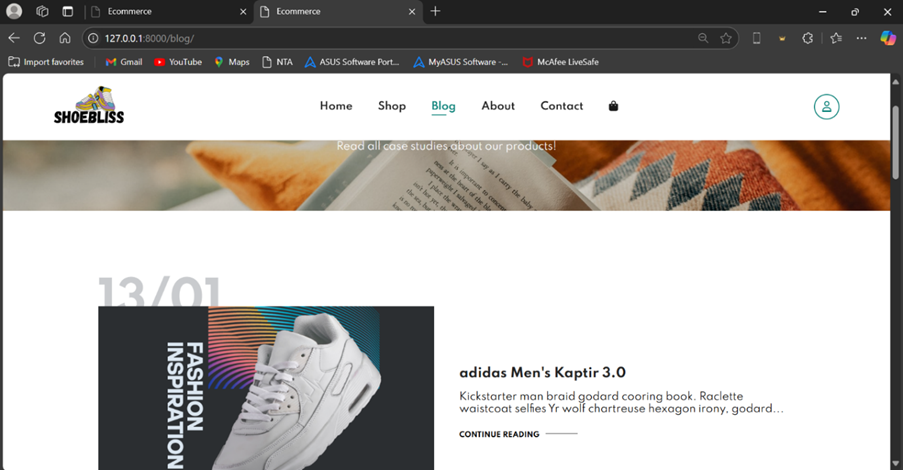 Ecommerce
Ecommerce
127.0.0.1:8000/blog/
Import favorites Gmail YouTube Maps NTA ASUS Software Port... MyASUS Software -... McAfee LiveSafe
SHOEBLISS
Home Shop Blog About Contact
Read all case studies about our products!
13/01
FASHION
INSPIRATION
adidas Men's Kaptir 3.0
Kickstarter man braid godard cooring book. Raclette
waistcoat selfies Yr wolf chartreuse hexagon irony, godard...
CONTINUE READING